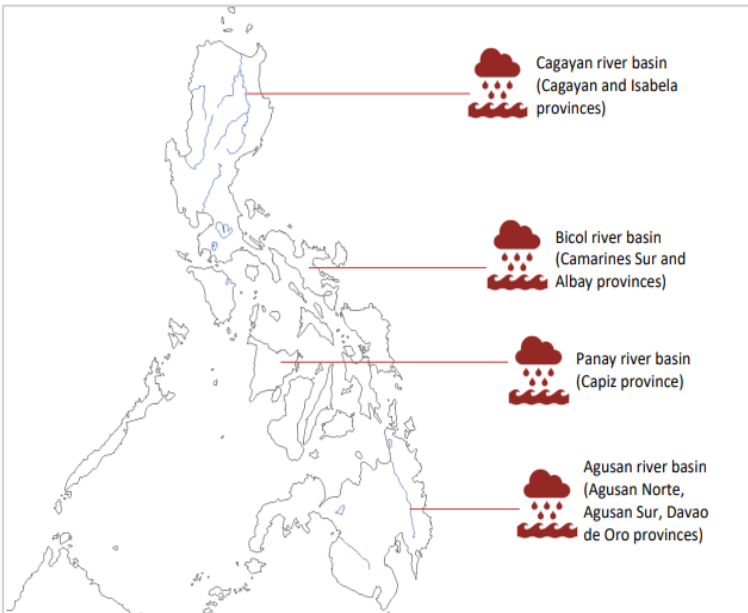 Cagayan river basin
(Cagayan and Isabela
provinces)
Bicol river basin
(Camarines Sur and
Albay provinces)
Panay river basin
(Capiz province)
Agusan river basin
(Agusan Norte,
Agusan Sur, Davao
de Oro provinces)